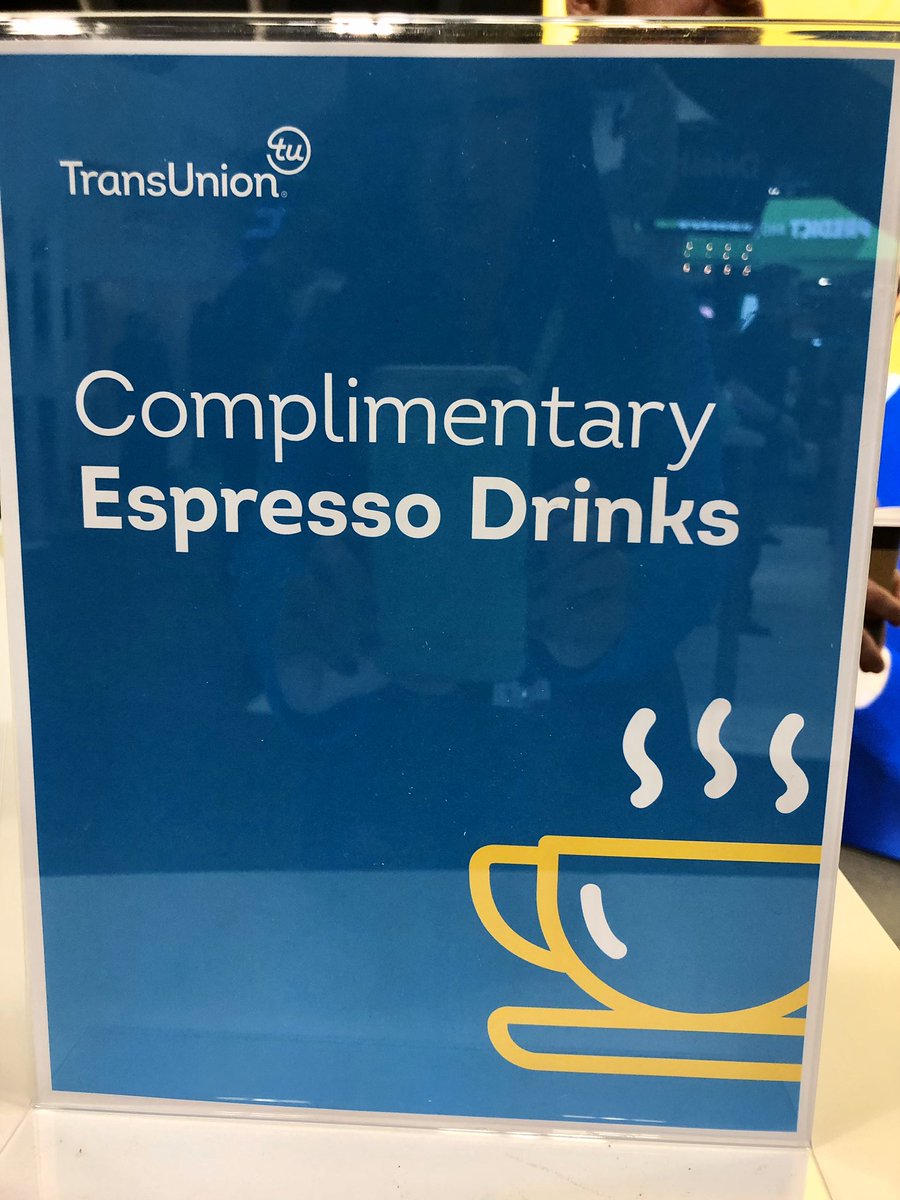 tu
TransUnion®
Complimentary
Espresso Drinks